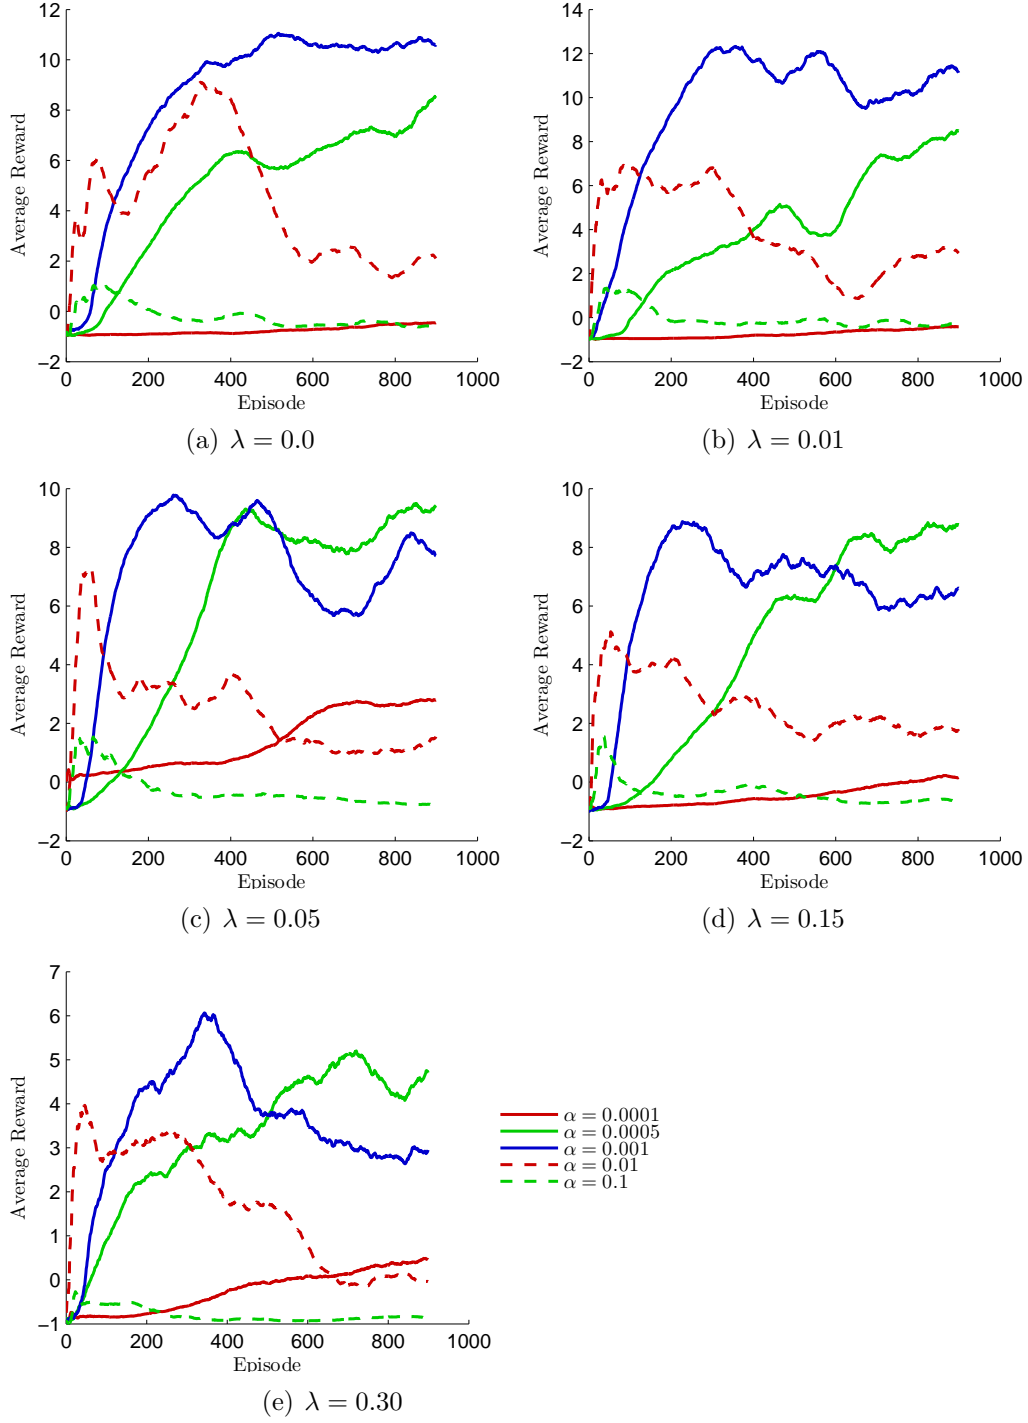 12
10
8
6
4
2
0
−2
Average Reward
0 200 400 600 800 1000
Episode
(a) λ = 0.0
14
12
10
8
6
4
2
0
−2
Average Reward
0 200 400 600 800 1000
Episode
(b) λ = 0.01
10
8
6
4
2
0
−2
Average Reward
0 200 400 600 800 1000
Episode
(c) λ = 0.05
10
8
6
4
2
0
−2
Average Reward
0 200 400 600 800 1000
Episode
(d) λ = 0.15
7
6
5
4
3
2
1
0
−1
Average Reward
0 200 400 600 800 1000
Episode
(e) λ = 0.30
α = 0.0001
α = 0.0005
α = 0.001
α = 0.01
α = 0.1